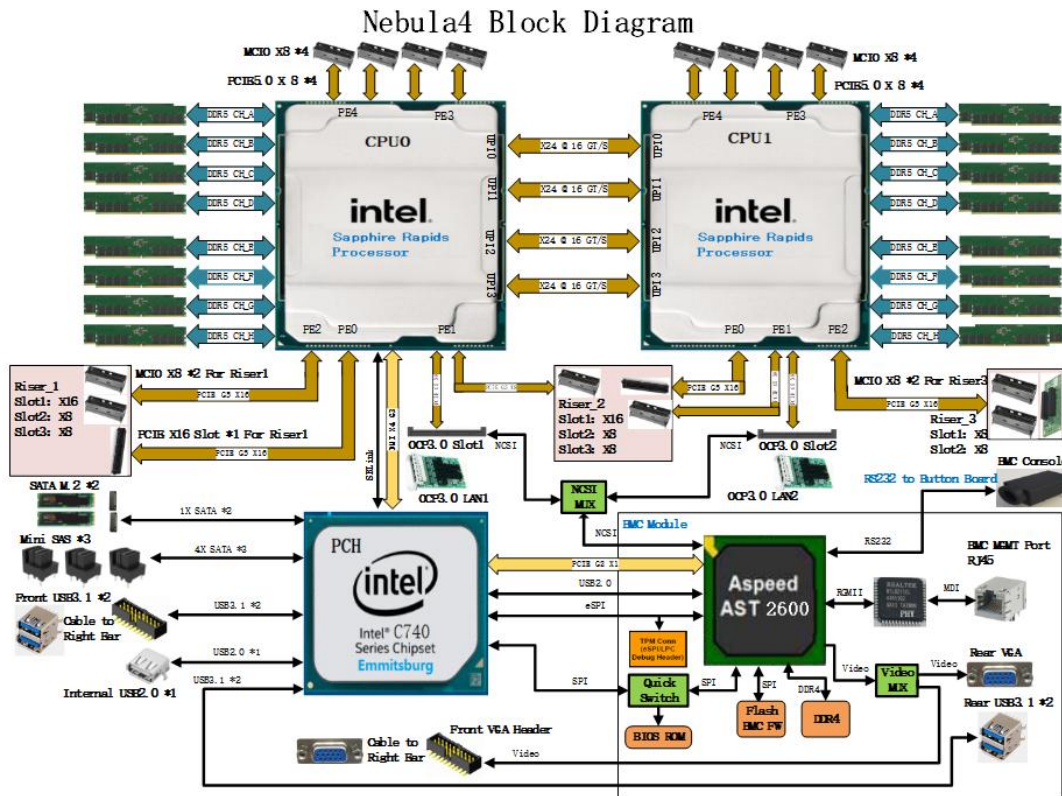 Nebula4 Block Diagram
MCIO X8 *4
PCIE5.0 X 8 *4
MCIO X8 *4
PCIE5.0 x 8 *4
PE4
PE3
PE4
PE3
CPU0
CPU1
intel.
Sapphire Rapids
Processor
intel.
Sapphire Rapids
Processor
DDR5 CH_A
DDR5 CH_B
DDR5 CH_C
DDR5 CH_D
DDR5 CH_E
DDR5 CH_F
DDR5 CH_G
DDR5 CH_H
UPI0
UPI1
UPI2
UPI3
X24 @ 16 GT/S
X24 @ 16 GT/S
X24 @ 16 GT/S
X24 @ 16 GT/S
UPI0
UPI1
UPI2
UPI3
DDR5 CH_A
DDR5 CH_B
DDR5 CH_C
DDR5 CH_D
DDR5 CH_E
DDR5 CH_F
DDR5 CH_G
DDR5 CH_H
PE2
PE0
PE1
PE0
PE1
PE2
Riser_1
Slot1: X16
Slot2: X8
Slot3: X8
MCIO X8 *2 For Riser1
PCIE G5 X16
PCIE X16 Slot *1 For Riser1
PCIE G5 X16
DMI X4 G3
Riser_2
Slot1: X16
Slot2: X8
Slot3: X8
PCIE G5 X16
MCIO X8 *2 For Riser3
PCIE G5 X16
Riser_3
Slot1: X8
Slot2: X8
OCP3.0 Slot1
NCSI
OCP3.0 LAN1
NCSI
OCP3.0 Slot2
OCP3.0 LAN2
NCSI
MUX
NCSI
BMC Console
RS232 to Button Board
BMC Module
RS232
SATA M.2 *2
1X SATA *2
Mini SAS *3
4X SATA *3
Front USB3.1 *2
Cable to
Right Ear
USB3.1 *2
Internal USB2.0 *1
USB2.0 *1
USB3.1 *2
PCH
intel
Intel® C740
Series Chipset
Emmitsburg
PCIE G2 X1
USB2.0
eSPI
SPI
TPM Conn
(eSPI/LPC
Debug Header)
Quick
Switch
BIOS ROM
SPI
Aspeed
AST 2600
SPI
Flash
BMC FW
DDR4
DDR4
RGMII
REALTEK
PHY
MDI
BMC MGMT Port
RJ45
Video
Video
MUX
Video
Rear VGA
Rear USB3.1 *2
Cable to
Right Ear
Front VGA Header
Video